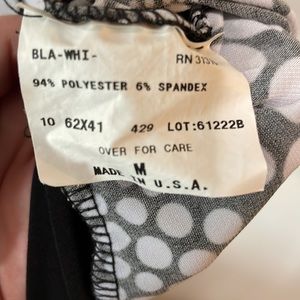 BLA-WHI- RN
94% POLYESTER 6% SPANDEX
10 62X41 429 LOT:61222B
OVER FOR CARE
M
MADE IN U.S.A.